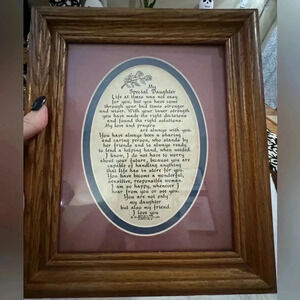 My
Special Daughter
Life at times was not easy
for you, but you have come
through your bad times stronger
and wiser. With your inner strength
you have made the right decisions
and found the right solutions.
My love and prayers
are always with you.
You have always been a sharing
and caring person, who stands by
her friends and is always ready
to lend a helping hand, when needed.
I know, I do not have to worry
about your future, because you are
capable of handling anything
that life has in store for you.
You have become a wonderful,
sensitive, responsible woman.
I am so happy, whenever I
hear from you or see you.
You are not only
my daughter
but also my friend.
I love you